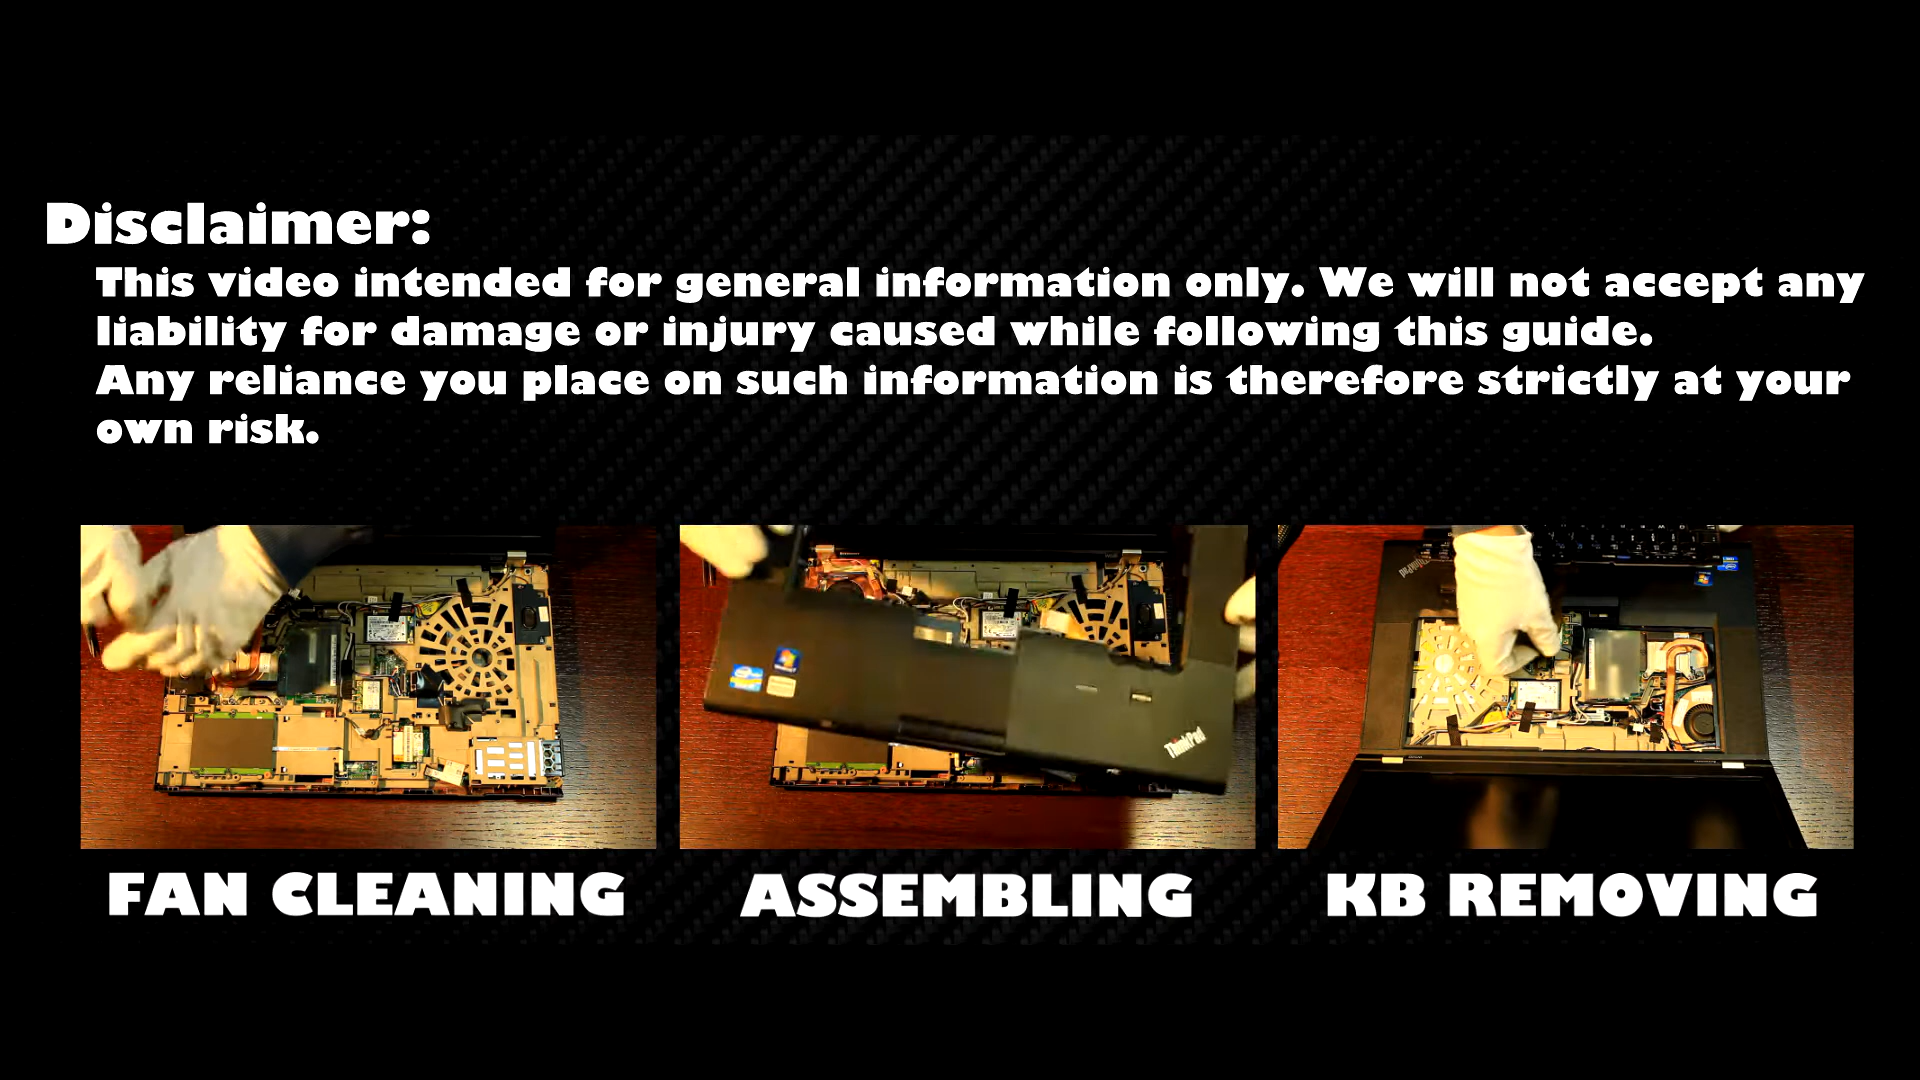 Disclaimer:
This video intended for general information only. We will not accept any
liability for damage or injury caused while following this guide.
Any reliance you place on such information is therefore strictly at your
own risk.
ThinkPad
ThinkPad
FAN CLEANING
ASSEMBLING
KB REMOVING